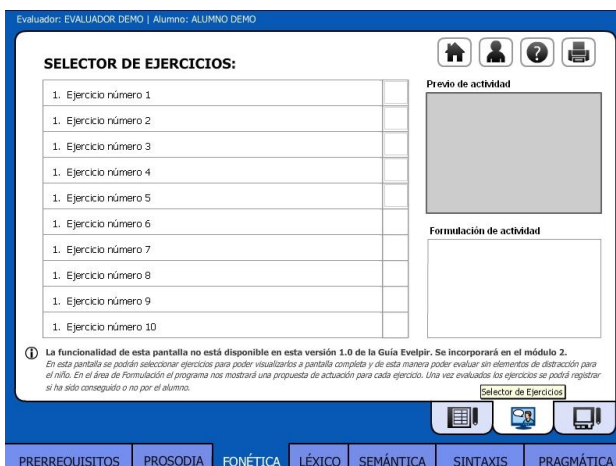 Evaluador: EVALUADOR DEMO | Alumno: ALUMNO DEMO
SELECTOR DE EJERCICIOS:
1. Ejercicio número 1
1. Ejercicio número 2
1. Ejercicio número 3
1. Ejercicio número 4
1. Ejercicio número 5
1. Ejercicio número 6
1. Ejercicio número 7
1. Ejercicio número 8
1. Ejercicio número 9
1. Ejercicio número 10
Previo de actividad
Formulación de actividad
La funcionalidad de esta pantalla no está disponible en esta versión 1.0 de la Guía Evelpir. Se incorporará en el módulo 2.
En esta pantalla se podrán seleccionar ejercicios para poder visualizarlos a pantalla completa y de esta manera poder evaluar sin elementos de distracción para
el niño. En el área de Formulación el programa nos mostrará una propuesta de actuación para cada ejercicio. Una vez evaluados los ejercicios se podrá registrar
si ha sido conseguido o no por el alumno.
Selector de Ejercicios
PRERREQUISITOS PROSODIA FONÉTICA LÉXICO SEMÁNTICA SINTAXIS PRAGMÁTICA